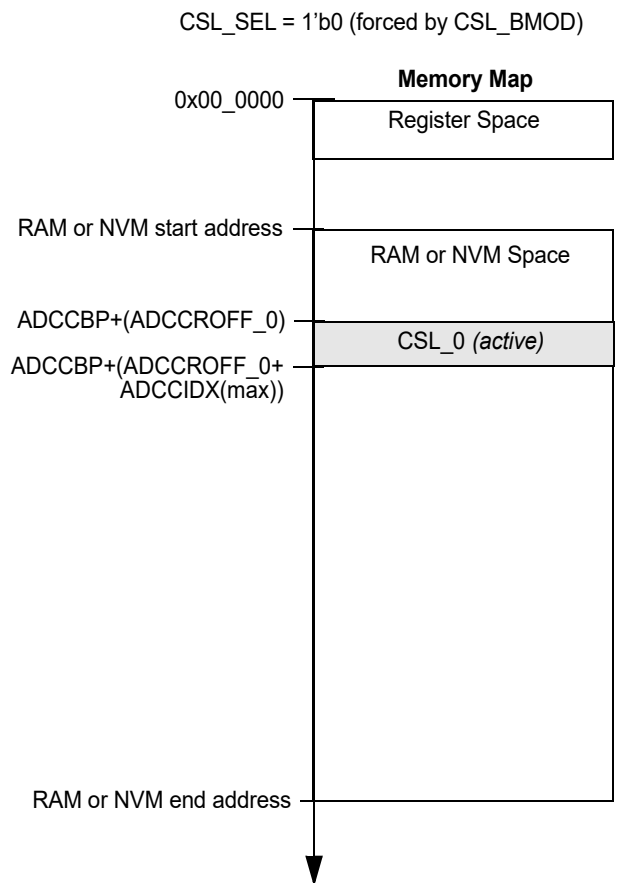 CSL_SEL = 1'b0 (forced by CSL_BMOD)
Memory Map
0x00_0000
Register Space
RAM or NVM start address
RAM or NVM Space
ADCCBP+(ADCCROFF_0)
CSL_0 (active)
ADCCBP+(ADCCROFF_0+
ADCCIDX(max))
RAM or NVM end address